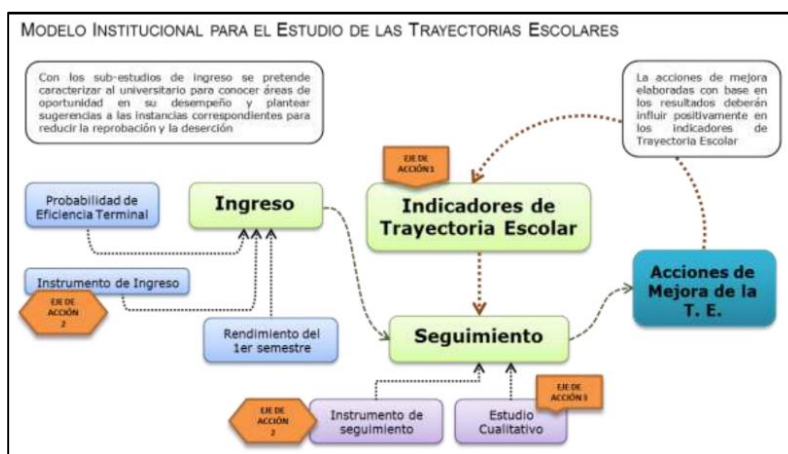 MODELO INSTITUCIONAL PARA EL ESTUDIO DE LAS TRAYECTORIAS ESCOLARES
Con los sub-estudios de ingreso se pretende
caracterizar al universitario para conocer áreas de
oportunidad en su desempeño y plantear
sugerencias a las instancias correspondientes para
reducir la reprobación y la deserción
La acciones de mejora
elaboradas con base en
los resultados deberán
influir positivamente en
los indicadores de
Trayectoria Escolar
EJE DE
ACCIÓN 1
Probabilidad de
Eficiencia Terminal
Ingreso
Indicadores de
Trayectoria Escolar
Instrumento de Ingreso
EJE DE
ACCIÓN
2
Acciones de
Mejora de la
T. E.
Rendimiento del
1er semestre
Seguimiento
EJE DE
ACCIÓN
2
Instrumento de
seguimiento
Estudio
Cualitativo
EJE DE
ACCIÓN 3